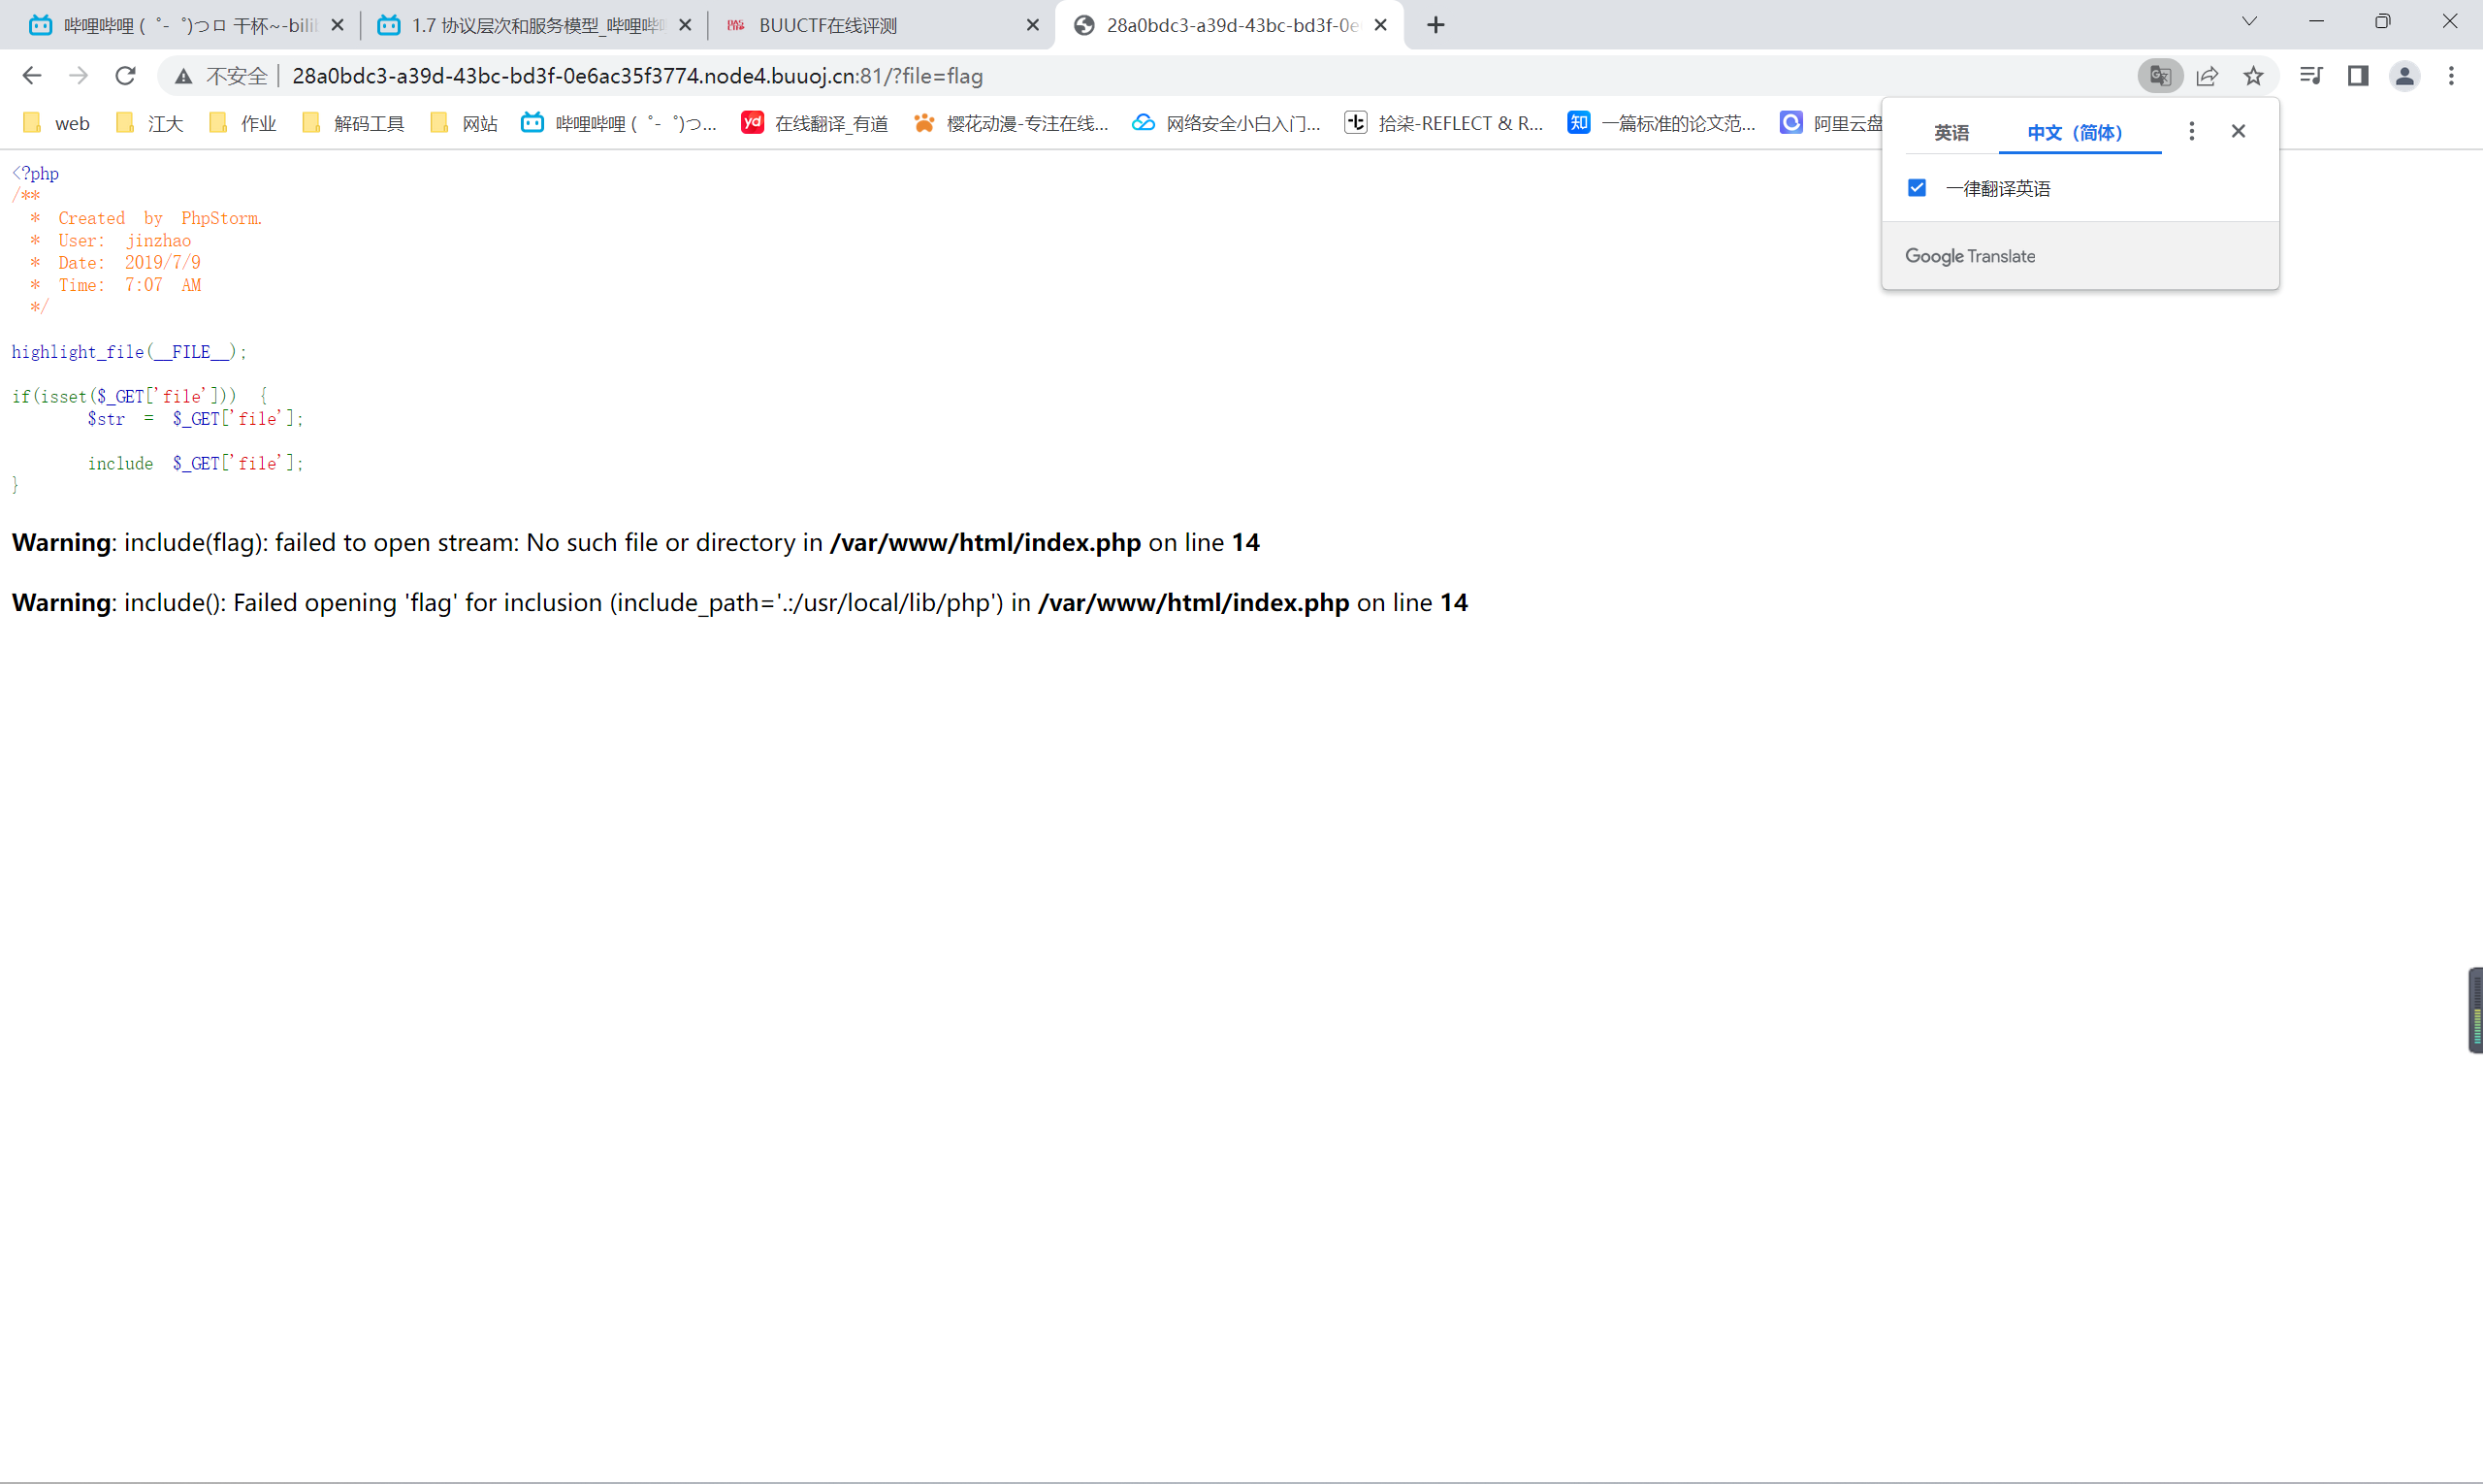 哔哩哔哩 (゜-゜)つロ 干杯~-bili
1.7 协议层次和服务模型_哔哩哔
BUUCTF在线评测
28a0bdc3-a39d-43bc-bd3f-0e
不安全
28a0bdc3-a39d-43bc-bd3f-0e6ac35f3774.node4.buuoj.cn:81/?file=flag
web
江大
作业
解码工具
网站
哔哩哔哩 (゜-゜)つ...
yd 在线翻译_有道
樱花动漫-专注在线...
网络安全小白入门...
拾柒-REFLECT & R...
知 一篇标准的论文范...
阿里云盘
英语
中文（简体）
一律翻译英语
Google Translate
<?php
/**
* Created by PhpStorm.
* User: jinzhao
* Date: 2019/7/9
* Time: 7:07 AM
*/
highlight_file(__FILE__);
if(isset($_GET['file'])) {
$str = $_GET['file'];
include $_GET['file'];
}
Warning: include(flag): failed to open stream: No such file or directory in /var/www/html/index.php on line 14
Warning: include(): Failed opening 'flag' for inclusion (include_path='.:/usr/local/lib/php') in /var/www/html/index.php on line 14